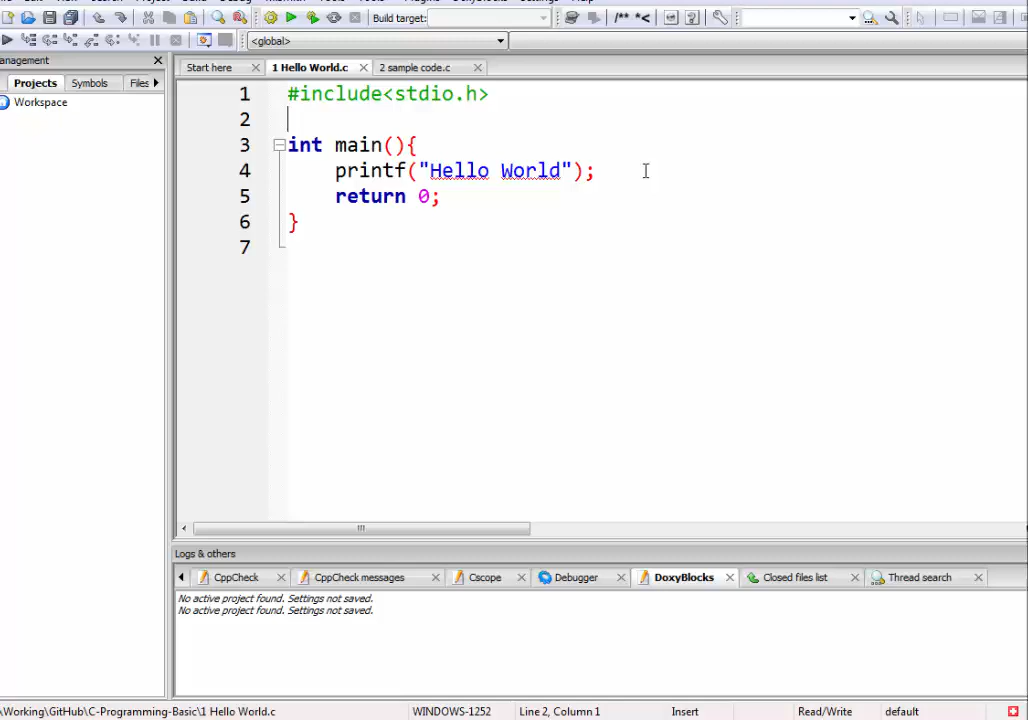 Build target:
/** *<
<global>
anagement
Projects Symbols Files
Workspace
Start here 1 Hello World.c 2 sample code.c
1 #include<stdio.h>
2
3 int main(){
4 printf("Hello World");
5 return 0;
6 }
7
Logs & others
CppCheck CppCheck messages Cscope Debugger DoxyBlocks Closed files list Thread search
No active project found. Settings not saved.
No active project found. Settings not saved.
\Working\GitHub\C-Programming-Basic\1 Hello World.c WINDOWS-1252 Line 2, Column 1 Insert Read/Write default